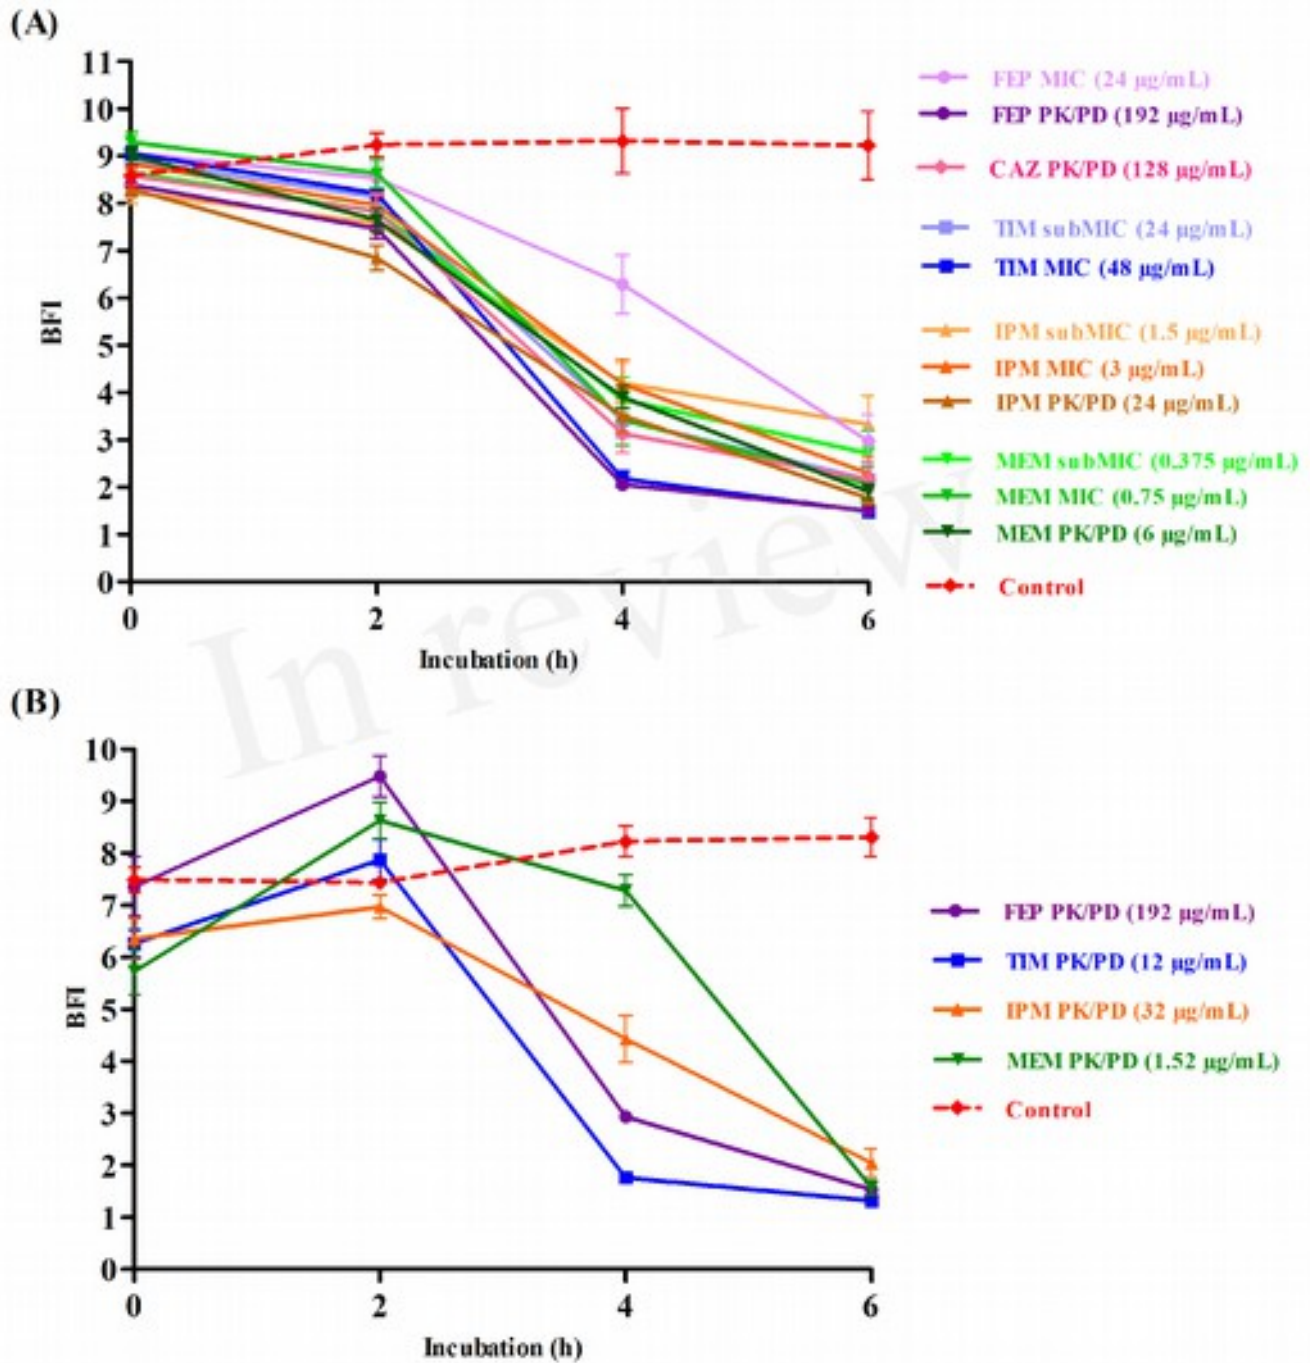 (A)
11
10
9
8
7
6
5
4
3
2
1
0
BFI
0 2 4 6
Incubation (h)
FEP MIC (24 µg/mL)
FEP PK/PD (192 µg/mL)
CAZ PK/PD (128 µg/mL)
TIM subMIC (24 µg/mL)
TIM MIC (48 µg/mL)
IPM subMIC (1.5 µg/mL)
IPM MIC (3 µg/mL)
IPM PK/PD (24 µg/mL)
MEM subMIC (0.375 µg/mL)
MEM MIC (0.75 µg/mL)
MEM PK/PD (6 µg/mL)
Control
In review
(B)
10
9
8
7
6
5
4
3
2
1
0
BFI
0 2 4 6
Incubation (h)
FEP PK/PD (192 µg/mL)
TIM PK/PD (12 µg/mL)
IPM PK/PD (32 µg/mL)
MEM PK/PD (1.52 µg/mL)
Control